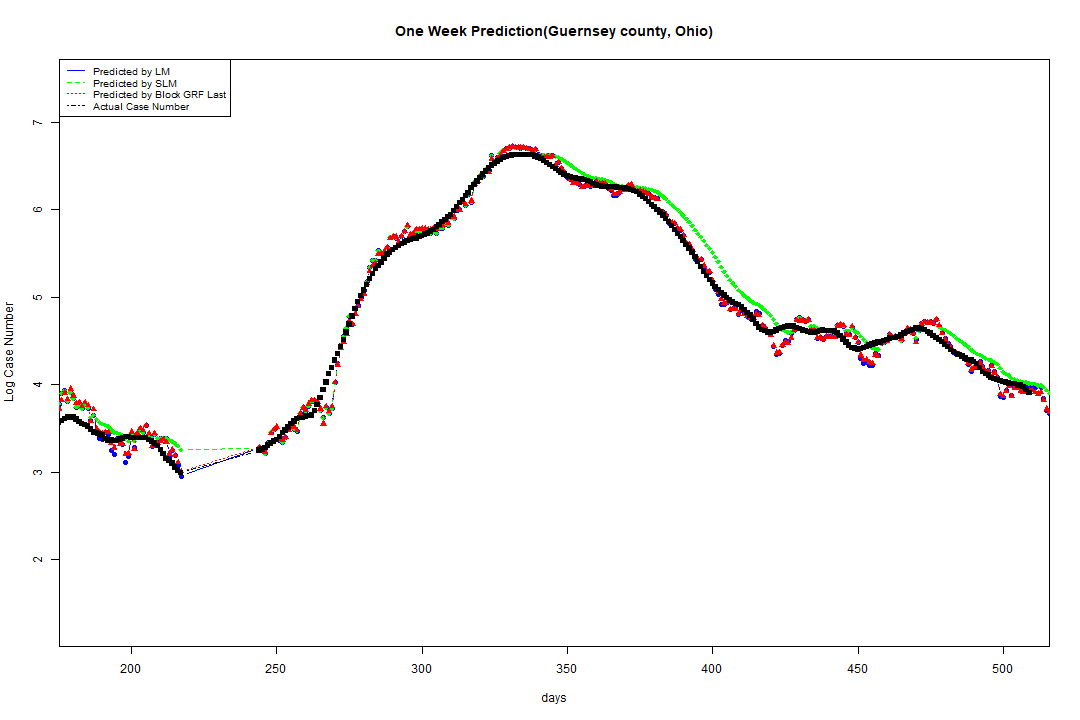 One Week Prediction(Guernsey county, Ohio)
Predicted by LM
Predicted by SLM
Predicted by Block GRF Last
Actual Case Number
7
6
5
4
3
2
Log Case Number
200 250 300 350 400 450 500
days